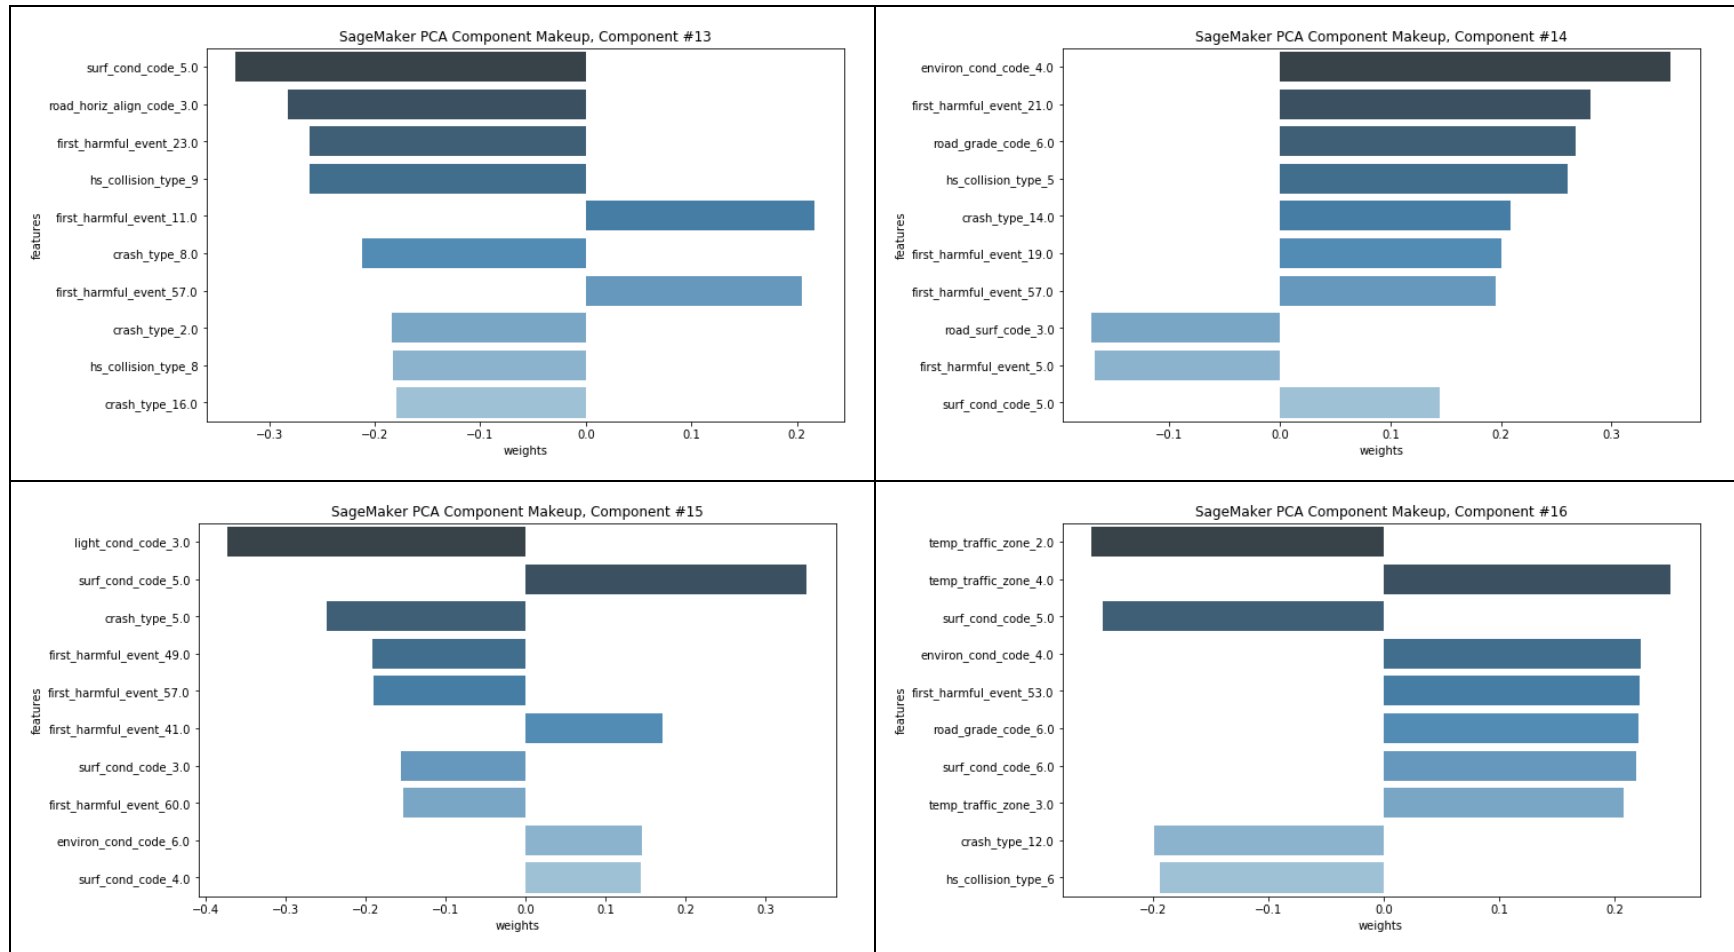 SageMaker PCA Component Makeup, Component #13
surf_cond_code_5.0
road_horiz_align_code_3.0
first_harmful_event_23.0
hs_collision_type_9
first_harmful_event_11.0
crash_type_8.0
first_harmful_event_57.0
crash_type_2.0
hs_collision_type_8
crash_type_16.0
features
−0.3 −0.2 −0.1 0.0 0.1 0.2
weights
SageMaker PCA Component Makeup, Component #14
environ_cond_code_4.0
first_harmful_event_21.0
road_grade_code_6.0
hs_collision_type_5
crash_type_14.0
first_harmful_event_19.0
first_harmful_event_57.0
road_surf_code_3.0
first_harmful_event_5.0
surf_cond_code_5.0
features
−0.1 0.0 0.1 0.2 0.3
weights
SageMaker PCA Component Makeup, Component #15
light_cond_code_3.0
surf_cond_code_5.0
crash_type_5.0
first_harmful_event_49.0
first_harmful_event_57.0
first_harmful_event_41.0
surf_cond_code_3.0
first_harmful_event_60.0
environ_cond_code_6.0
surf_cond_code_4.0
features
−0.4 −0.3 −0.2 −0.1 0.0 0.1 0.2 0.3
weights
SageMaker PCA Component Makeup, Component #16
temp_traffic_zone_2.0
temp_traffic_zone_4.0
surf_cond_code_5.0
environ_cond_code_4.0
first_harmful_event_53.0
road_grade_code_6.0
surf_cond_code_6.0
temp_traffic_zone_3.0
crash_type_12.0
hs_collision_type_6
features
−0.2 −0.1 0.0 0.1 0.2
weights